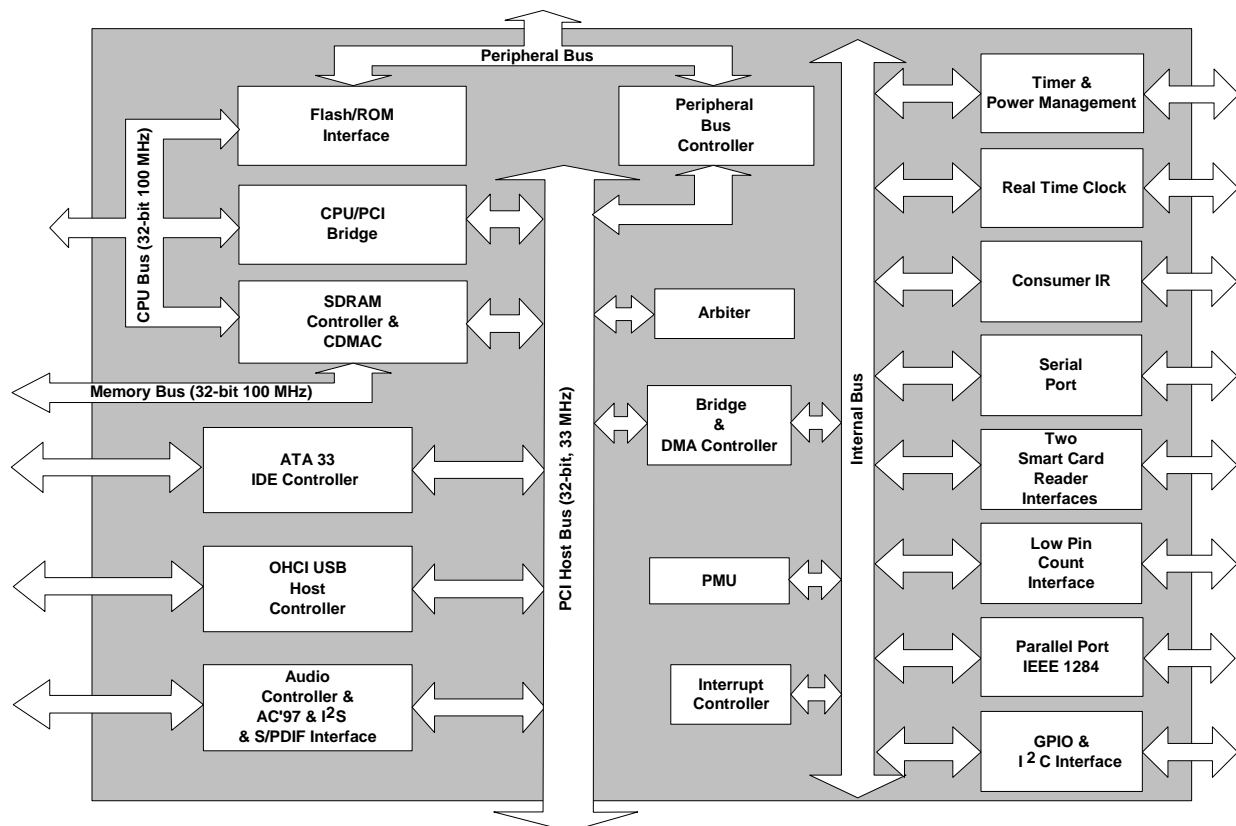 Peripheral Bus
Flash/ROM
Interface
Peripheral
Bus
Controller
CPU Bus (32-bit 100 MHz)
CPU/PCI
Bridge
SDRAM
Controller &
CDMAC
Memory Bus (32-bit 100 MHz)
ATA 33
IDE Controller
OHCI USB
Host
Controller
Audio
Controller &
AC'97 & I2S
& S/PDIF Interface
PCI Host Bus (32-bit, 33 MHz)
Arbiter
Bridge
&
DMA Controller
PMU
Interrupt
Controller
Internal Bus
Timer &
Power Management
Real Time Clock
Consumer IR
Serial
Port
Two
Smart Card
Reader
Interfaces
Low Pin
Count
Interface
Parallel Port
IEEE 1284
GPIO &
I 2 C Interface